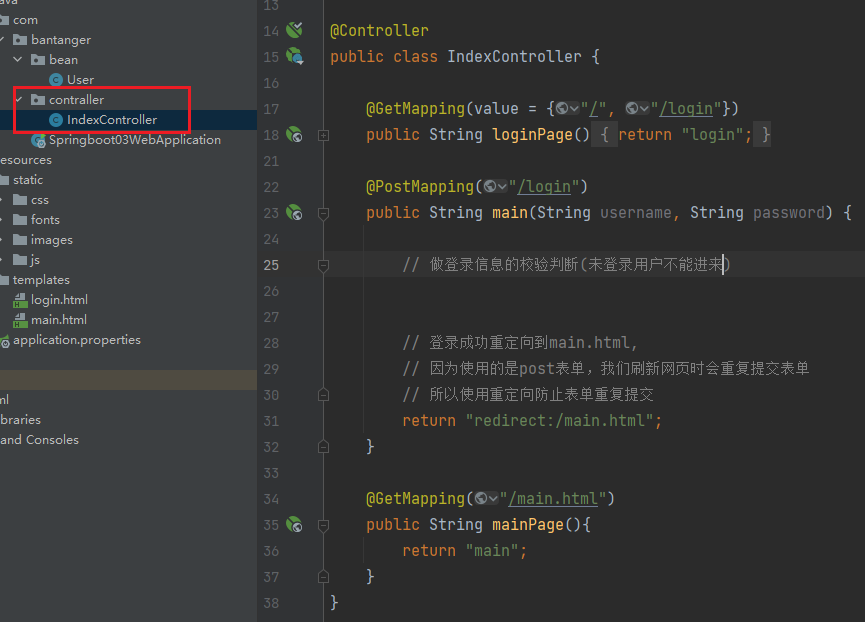 ava
com
bantanger
bean
User
contraller
IndexController
Springboot03WebApplication
esources
static
css
fonts
images
js
templates
login.html
main.html
application.properties
ml
braries
and Consoles
13
14 @Controller
15 public class IndexController {
16
17 @GetMapping(value = {"/", "/login"})
18 public String loginPage() { return "login"; }
21
22 @PostMapping("/login")
23 public String main(String username, String password) {
24
25 // 做登录信息的校验判断(未登录用户不能进来)
26
27
28 // 登录成功重定向到main.html,
29 // 因为使用的是post表单，我们刷新网页时会重复提交表单
30 // 所以使用重定向防止表单重复提交
31 return "redirect:/main.html";
32 }
33
34 @GetMapping("/main.html")
35 public String mainPage(){
36 return "main";
37 }
38 }